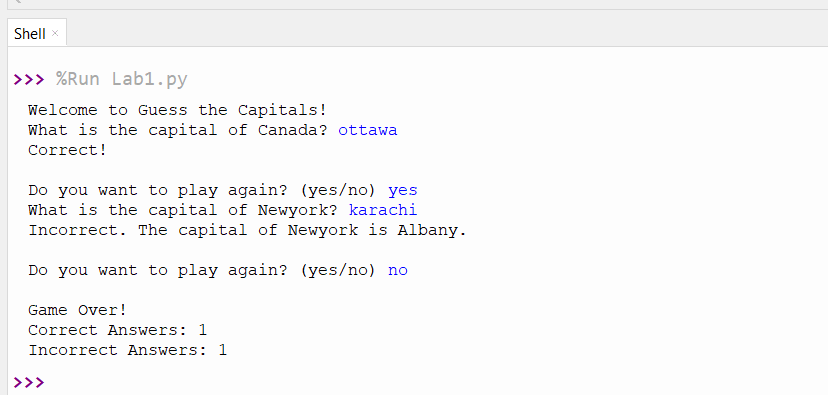 Shell ×
>>> %Run Lab1.py
Welcome to Guess the Capitals!
What is the capital of Canada? ottawa
Correct!
Do you want to play again? (yes/no) yes
What is the capital of Newyork? karachi
Incorrect. The capital of Newyork is Albany.
Do you want to play again? (yes/no) no
Game Over!
Correct Answers: 1
Incorrect Answers: 1
>>>